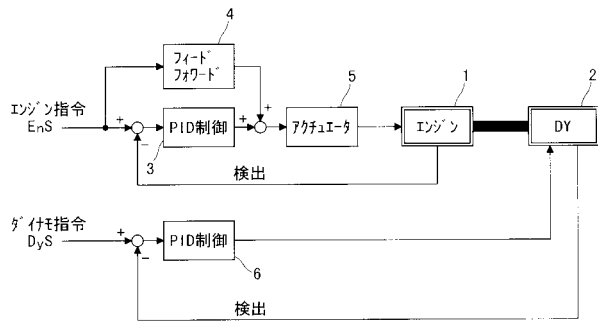 4
フィード
フォワード
5
1
2
エンジン指令
EnS
+
−
PID制御
3
+
+
アクチュエータ
エンジン
DY
検出
ダイナモ指令
DyS
+
−
PID制御
6
検出